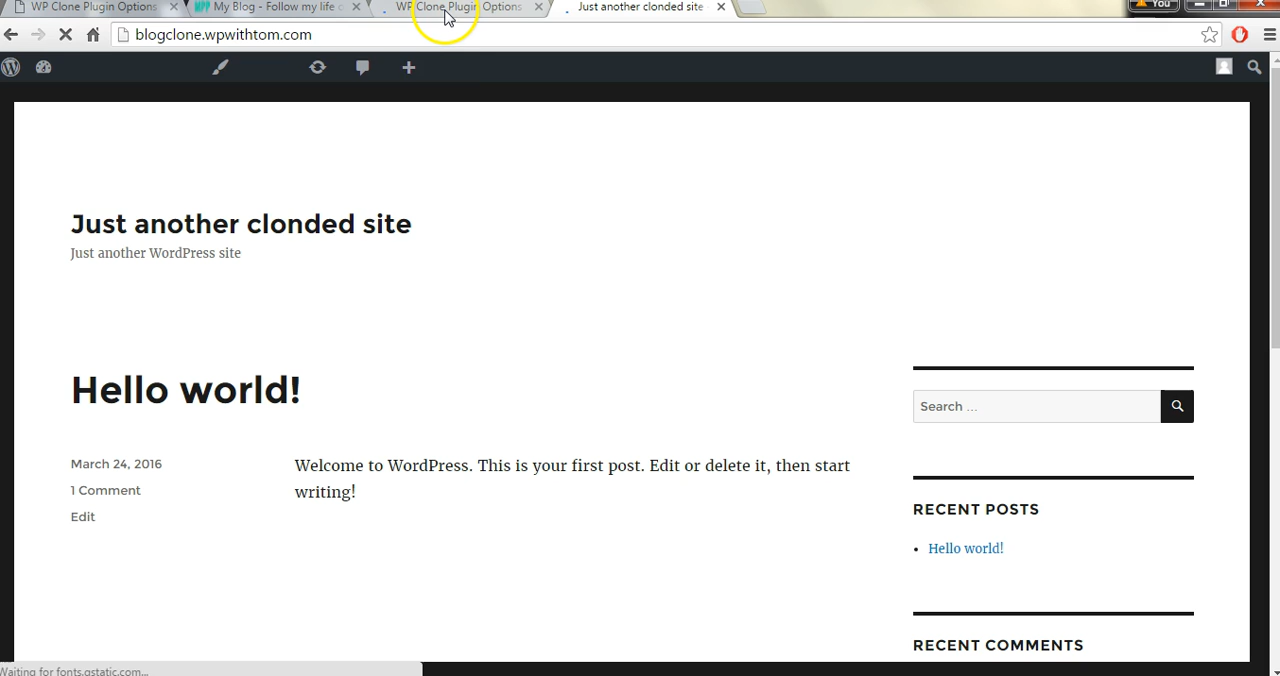 WP Clone Plugin Options
My Blog - Follow my life o
WP Clone Plugin Options
Just another clonded site
You
blogclone.wpwithtom.com
Just another clonded site
Just another WordPress site
Hello world!
March 24, 2016
1 Comment
Edit
Welcome to WordPress. This is your first post. Edit or delete it, then start
writing!
Search ...
RECENT POSTS
Hello world!
RECENT COMMENTS
Waiting for fonts.gstatic.com...